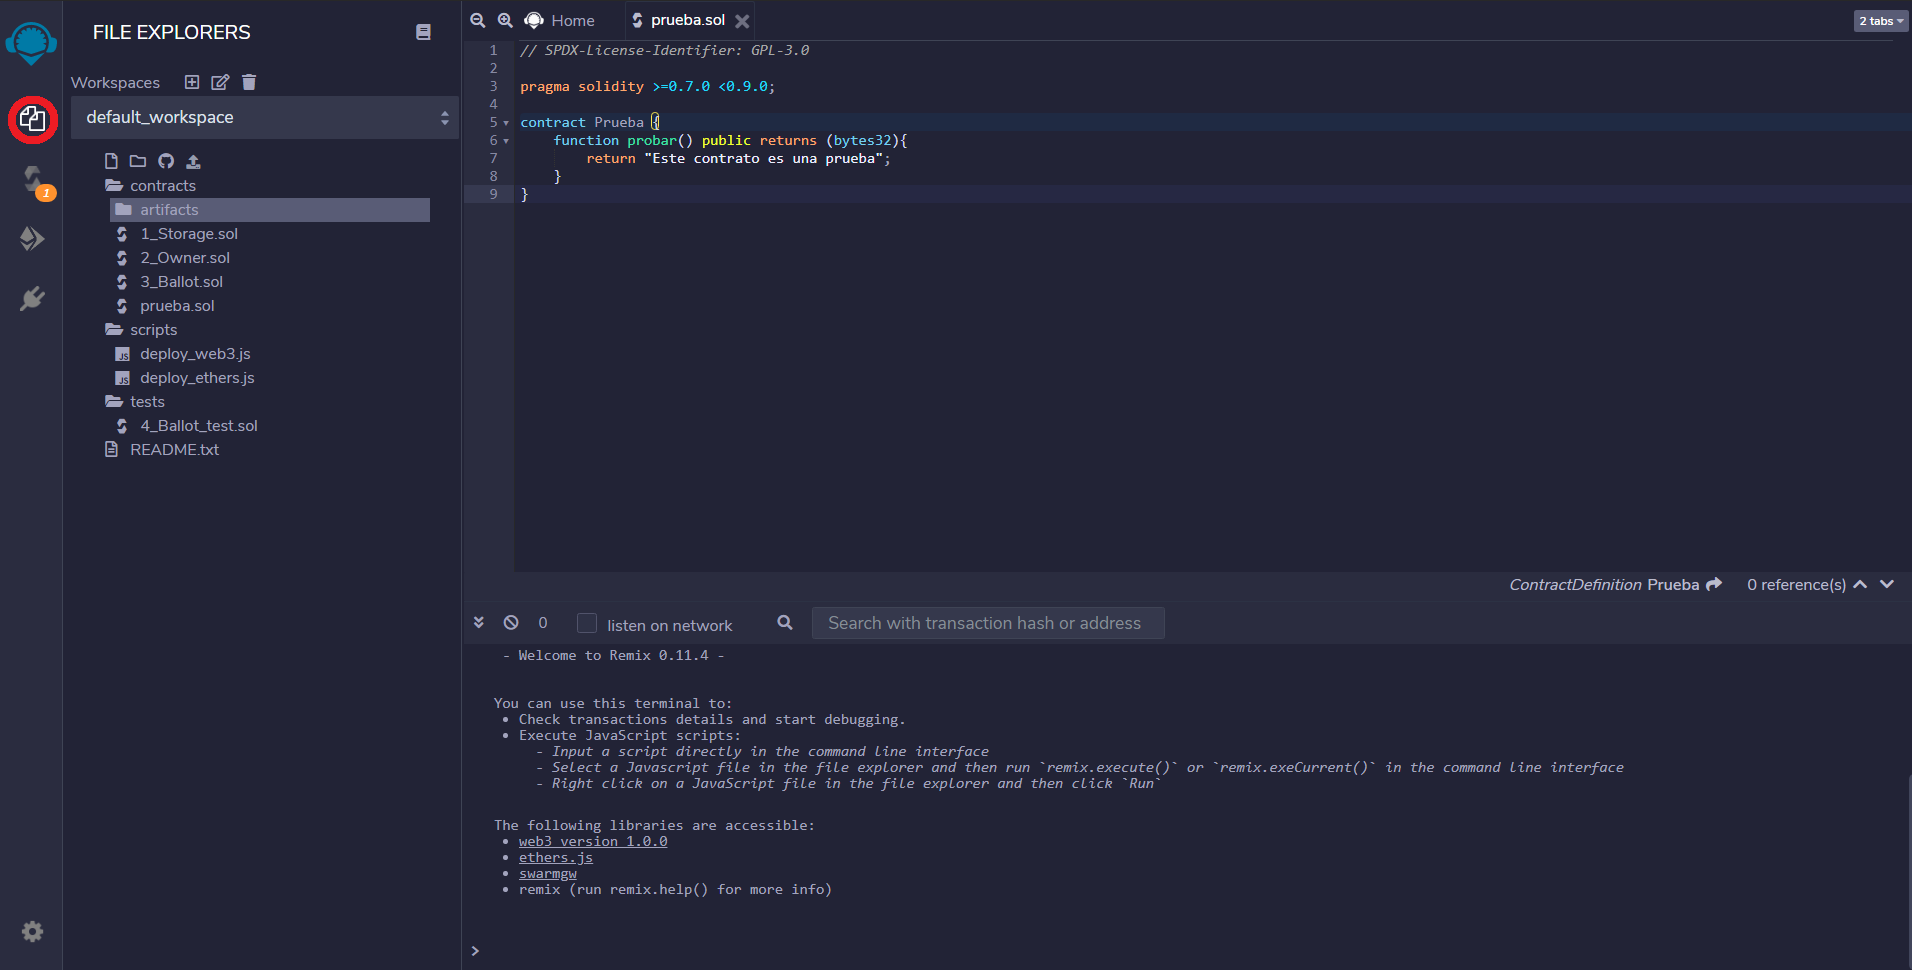 FILE EXPLORERS
Workspaces
default_workspace
1
contracts
artifacts
1_Storage.sol
2_Owner.sol
3_Ballot.sol
prueba.sol
scripts
JS deploy_web3.js
JS deploy_ethers.js
tests
4_Ballot_test.sol
README.txt
Home
prueba.sol
2 tabs
1 // SPDX-License-Identifier: GPL-3.0
2
3 pragma solidity >=0.7.0 <0.9.0;
4
5 contract Prueba {
6 function probar() public returns (bytes32){
7 return "Este contrato es una prueba";
8 }
9 }
ContractDefinition Prueba 0 reference(s)
0 listen on network Search with transaction hash or address
- Welcome to Remix 0.11.4 -
You can use this terminal to:
• Check transactions details and start debugging.
• Execute JavaScript scripts:
- Input a script directly in the command line interface
- Select a Javascript file in the file explorer and then run `remix.execute()` or `remix.exeCurrent()` in the command line interface
- Right click on a JavaScript file in the file explorer and then click `Run`
The following libraries are accessible:
• web3 version 1.0.0
• ethers.js
• swarmgw
• remix (run remix.help() for more info)
>